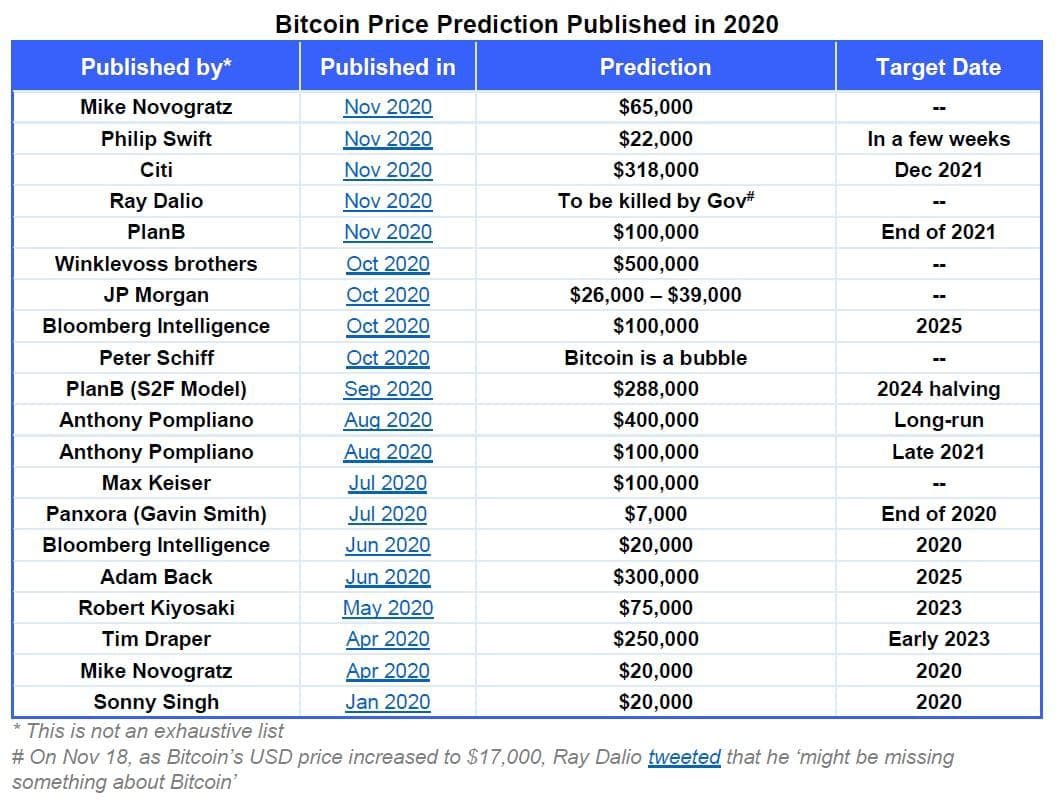 Bitcoin Price Prediction Published in 2020
Published by* Published in Prediction Target Date
Mike Novogratz Nov 2020 $65,000 --
Philip Swift Nov 2020 $22,000 In a few weeks
Citi Nov 2020 $318,000 Dec 2021
Ray Dalio Nov 2020 To be killed by Gov# --
PlanB Nov 2020 $100,000 End of 2021
Winklevoss brothers Oct 2020 $500,000 --
JP Morgan Oct 2020 $26,000 – $39,000 --
Bloomberg Intelligence Oct 2020 $100,000 2025
Peter Schiff Oct 2020 Bitcoin is a bubble --
PlanB (S2F Model) Sep 2020 $288,000 2024 halving
Anthony Pompliano Aug 2020 $400,000 Long-run
Anthony Pompliano Aug 2020 $100,000 Late 2021
Max Keiser Jul 2020 $100,000 --
Panxora (Gavin Smith) Jul 2020 $7,000 End of 2020
Bloomberg Intelligence Jun 2020 $20,000 2020
Adam Back Jun 2020 $300,000 2025
Robert Kiyosaki May 2020 $75,000 2023
Tim Draper Apr 2020 $250,000 Early 2023
Mike Novogratz Apr 2020 $20,000 2020
Sonny Singh Jan 2020 $20,000 2020
* This is not an exhaustive list
# On Nov 18, as Bitcoin’s USD price increased to $17,000, Ray Dalio tweeted that he ‘might be missing
something about Bitcoin’